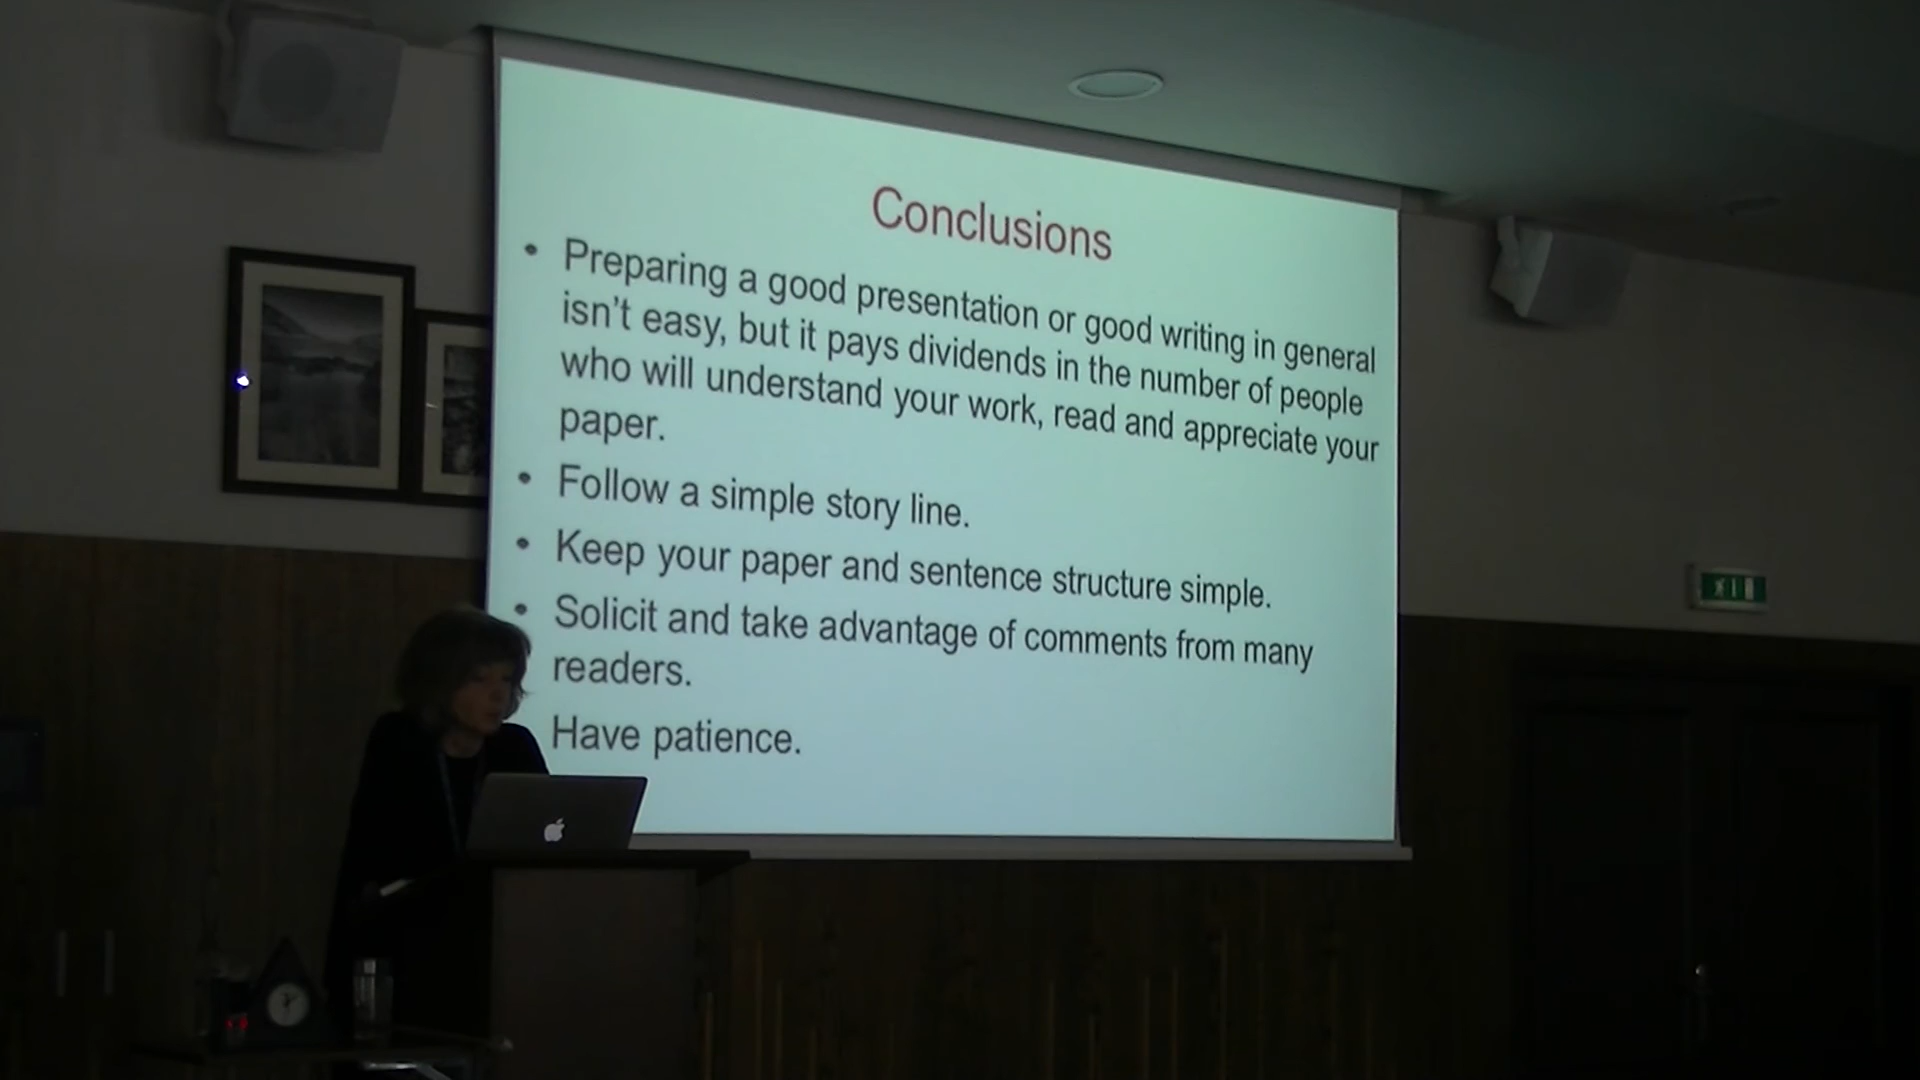 Conclusions
• Preparing a good presentation or good writing in general
isn't easy, but it pays dividends in the number of people
who will understand your work, read and appreciate your
paper.
• Follow a simple story line.
• Keep your paper and sentence structure simple.
• Solicit and take advantage of comments from many
readers.
Have patience.